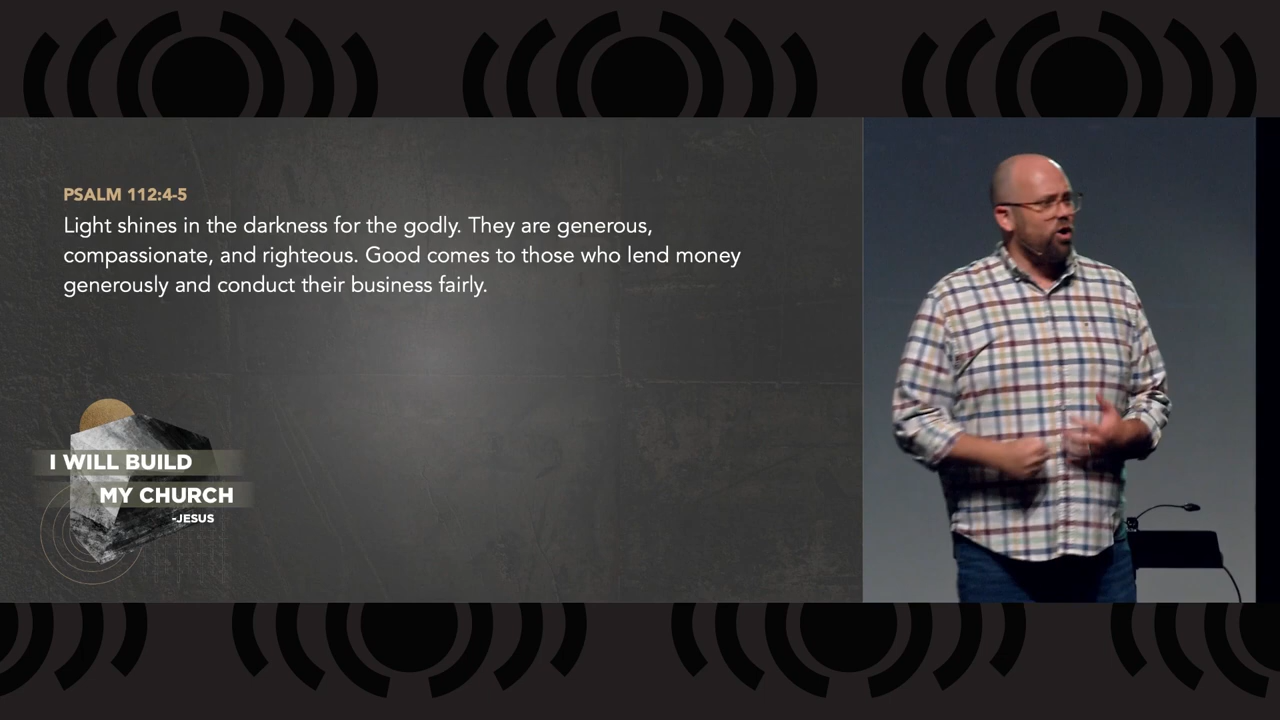 PSALM 112:4-5
Light shines in the darkness for the godly. They are generous,
compassionate, and righteous. Good comes to those who lend money
generously and conduct their business fairly.
I WILL BUILD
MY CHURCH
-JESUS